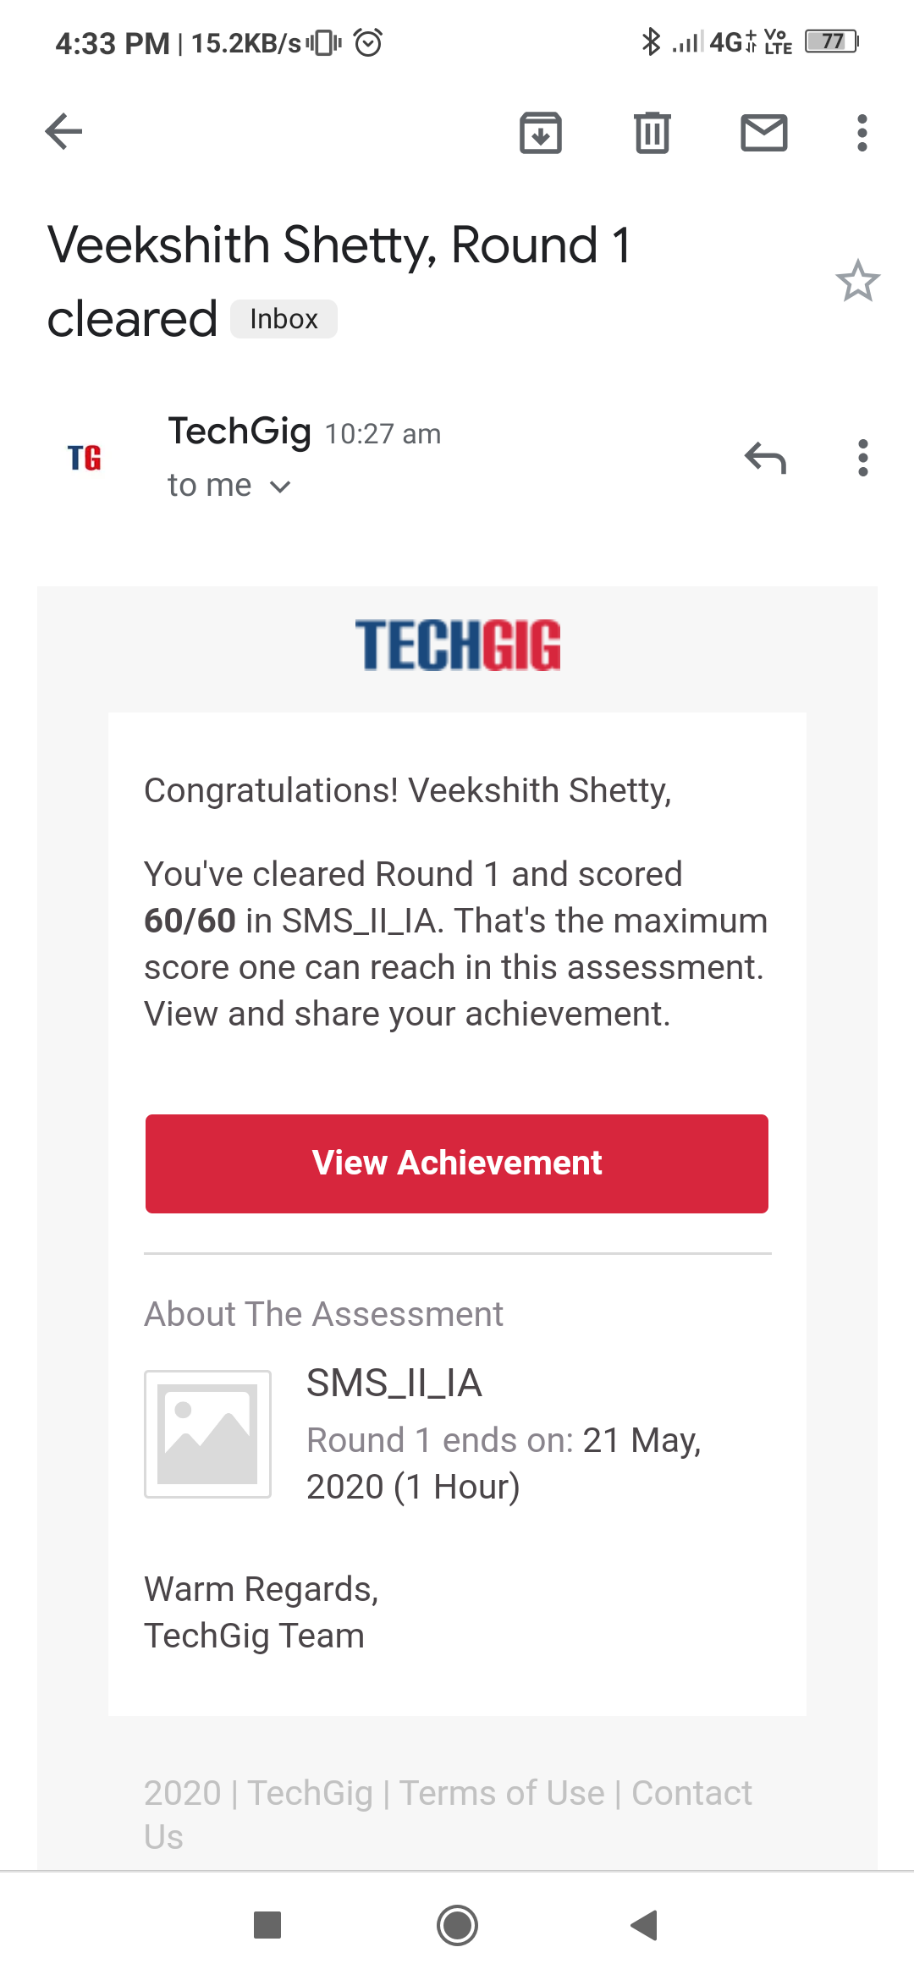 4:33 PM | 15.2KB/s 4G+ Vo LTE 77
Veekshith Shetty, Round 1
cleared Inbox
TG
TechGig 10:27 am
to me
TECHGIG
Congratulations! Veekshith Shetty,
You've cleared Round 1 and scored
60/60 in SMS_II_IA. That's the maximum
score one can reach in this assessment.
View and share your achievement.
View Achievement
About The Assessment
SMS_II_IA
Round 1 ends on: 21 May,
2020 (1 Hour)
Warm Regards,
TechGig Team
2020 | TechGig | Terms of Use | Contact
Us